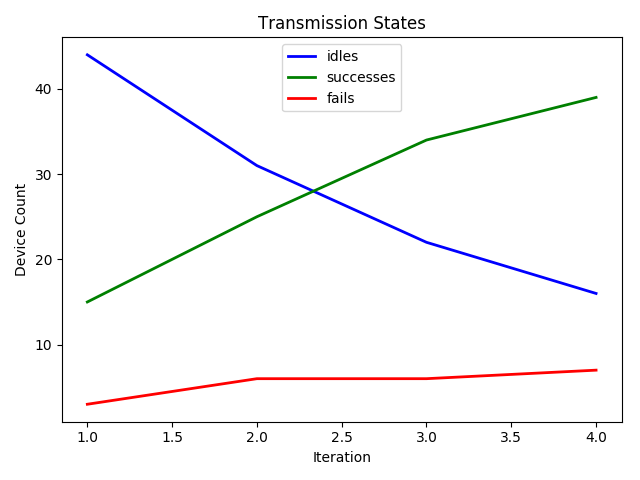 Transmission States
idles
successes
fails
Device Count
40
30
20
10
1.0 1.5 2.0 2.5 3.0 3.5 4.0
Iteration